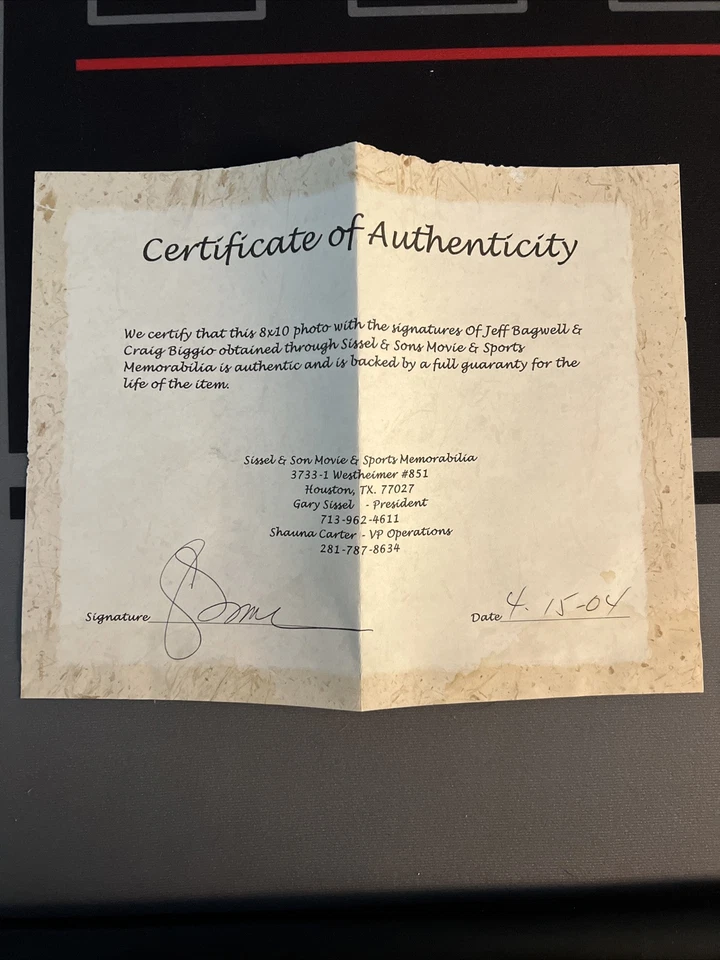 Certificate of Authenticity
We certify that this 8x10 photo with the signatures Of Jeff Bagwell &
Craig Biggio obtained through Sissel & Sons Movie & Sports
Memorabilia is authentic and is backed by a full guaranty for the
life of the item.
Sissel & Son Movie & Sports Memorabilia
3733-1 Westheimer #851
Houston, TX. 77027
Gary Sissel - President
713-962-4611
Shauna Carter - VP Operations
281-787-8634
Signature
Date 4.15-04